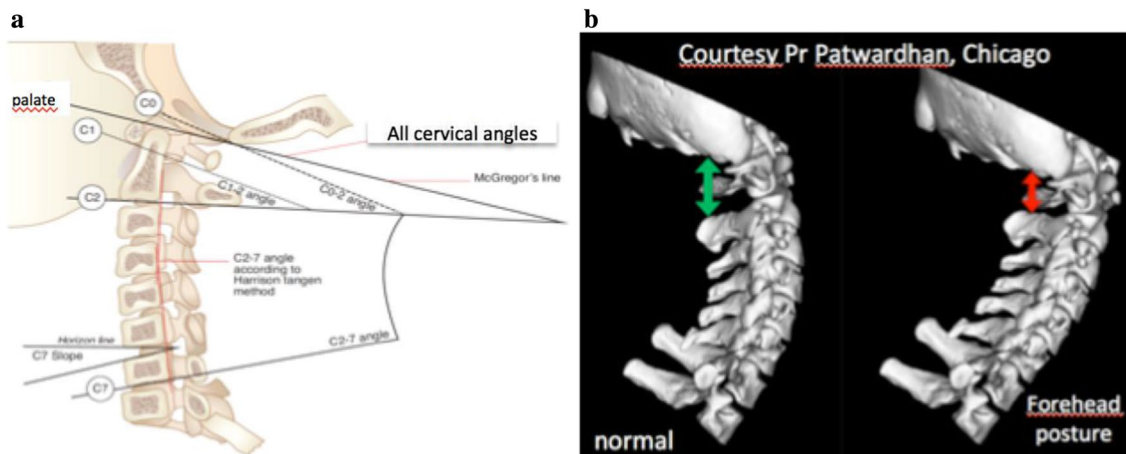 a
palate
C0
C1
C2
All cervical angles
McGregor's line
C1-2 angle
C0-2 angle
C2-7 angle
according to
Harrison tangen
method
C2-7 angle
Horizon line
C7 Slope
C7
b
Courtesy Pr Patwardhan, Chicago
normal
Forehead
posture